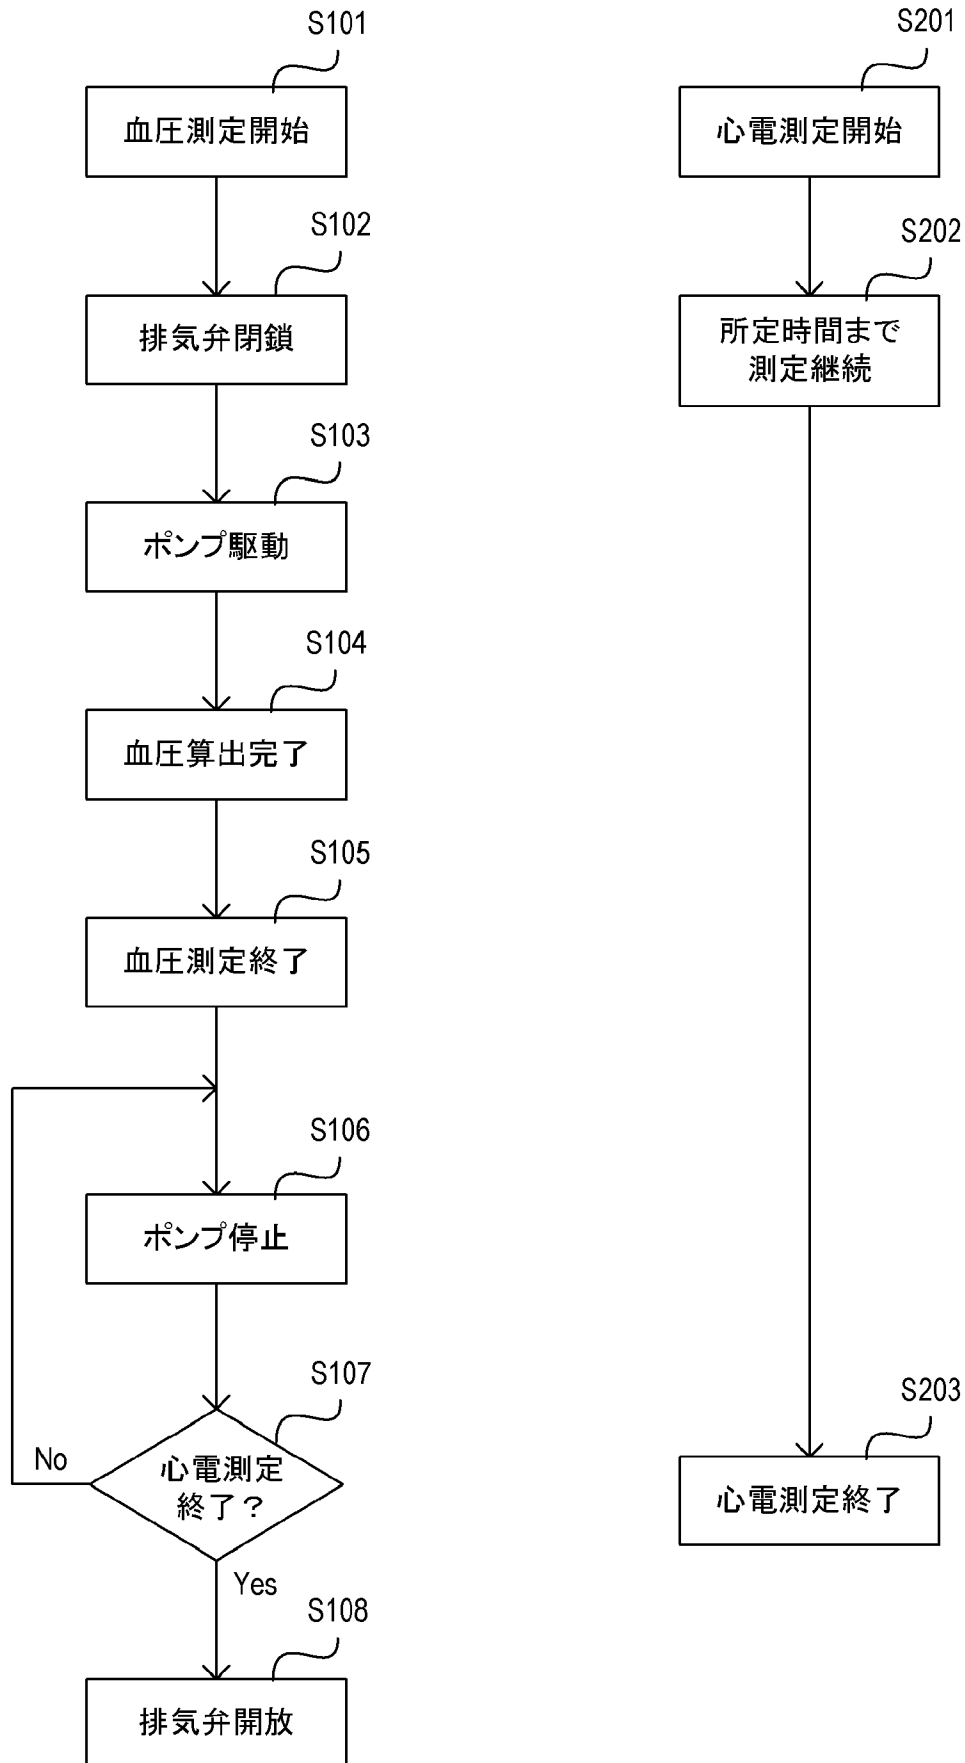 S101
血圧測定開始
S102
排気弁閉鎖
S103
ポンプ駆動
S104
血圧算出完了
S105
血圧測定終了
S106
ポンプ停止
S107
心電測定
終了？
No
Yes
S108
排気弁開放
S201
心電測定開始
S202
所定時間まで
測定継続
S203
心電測定終了